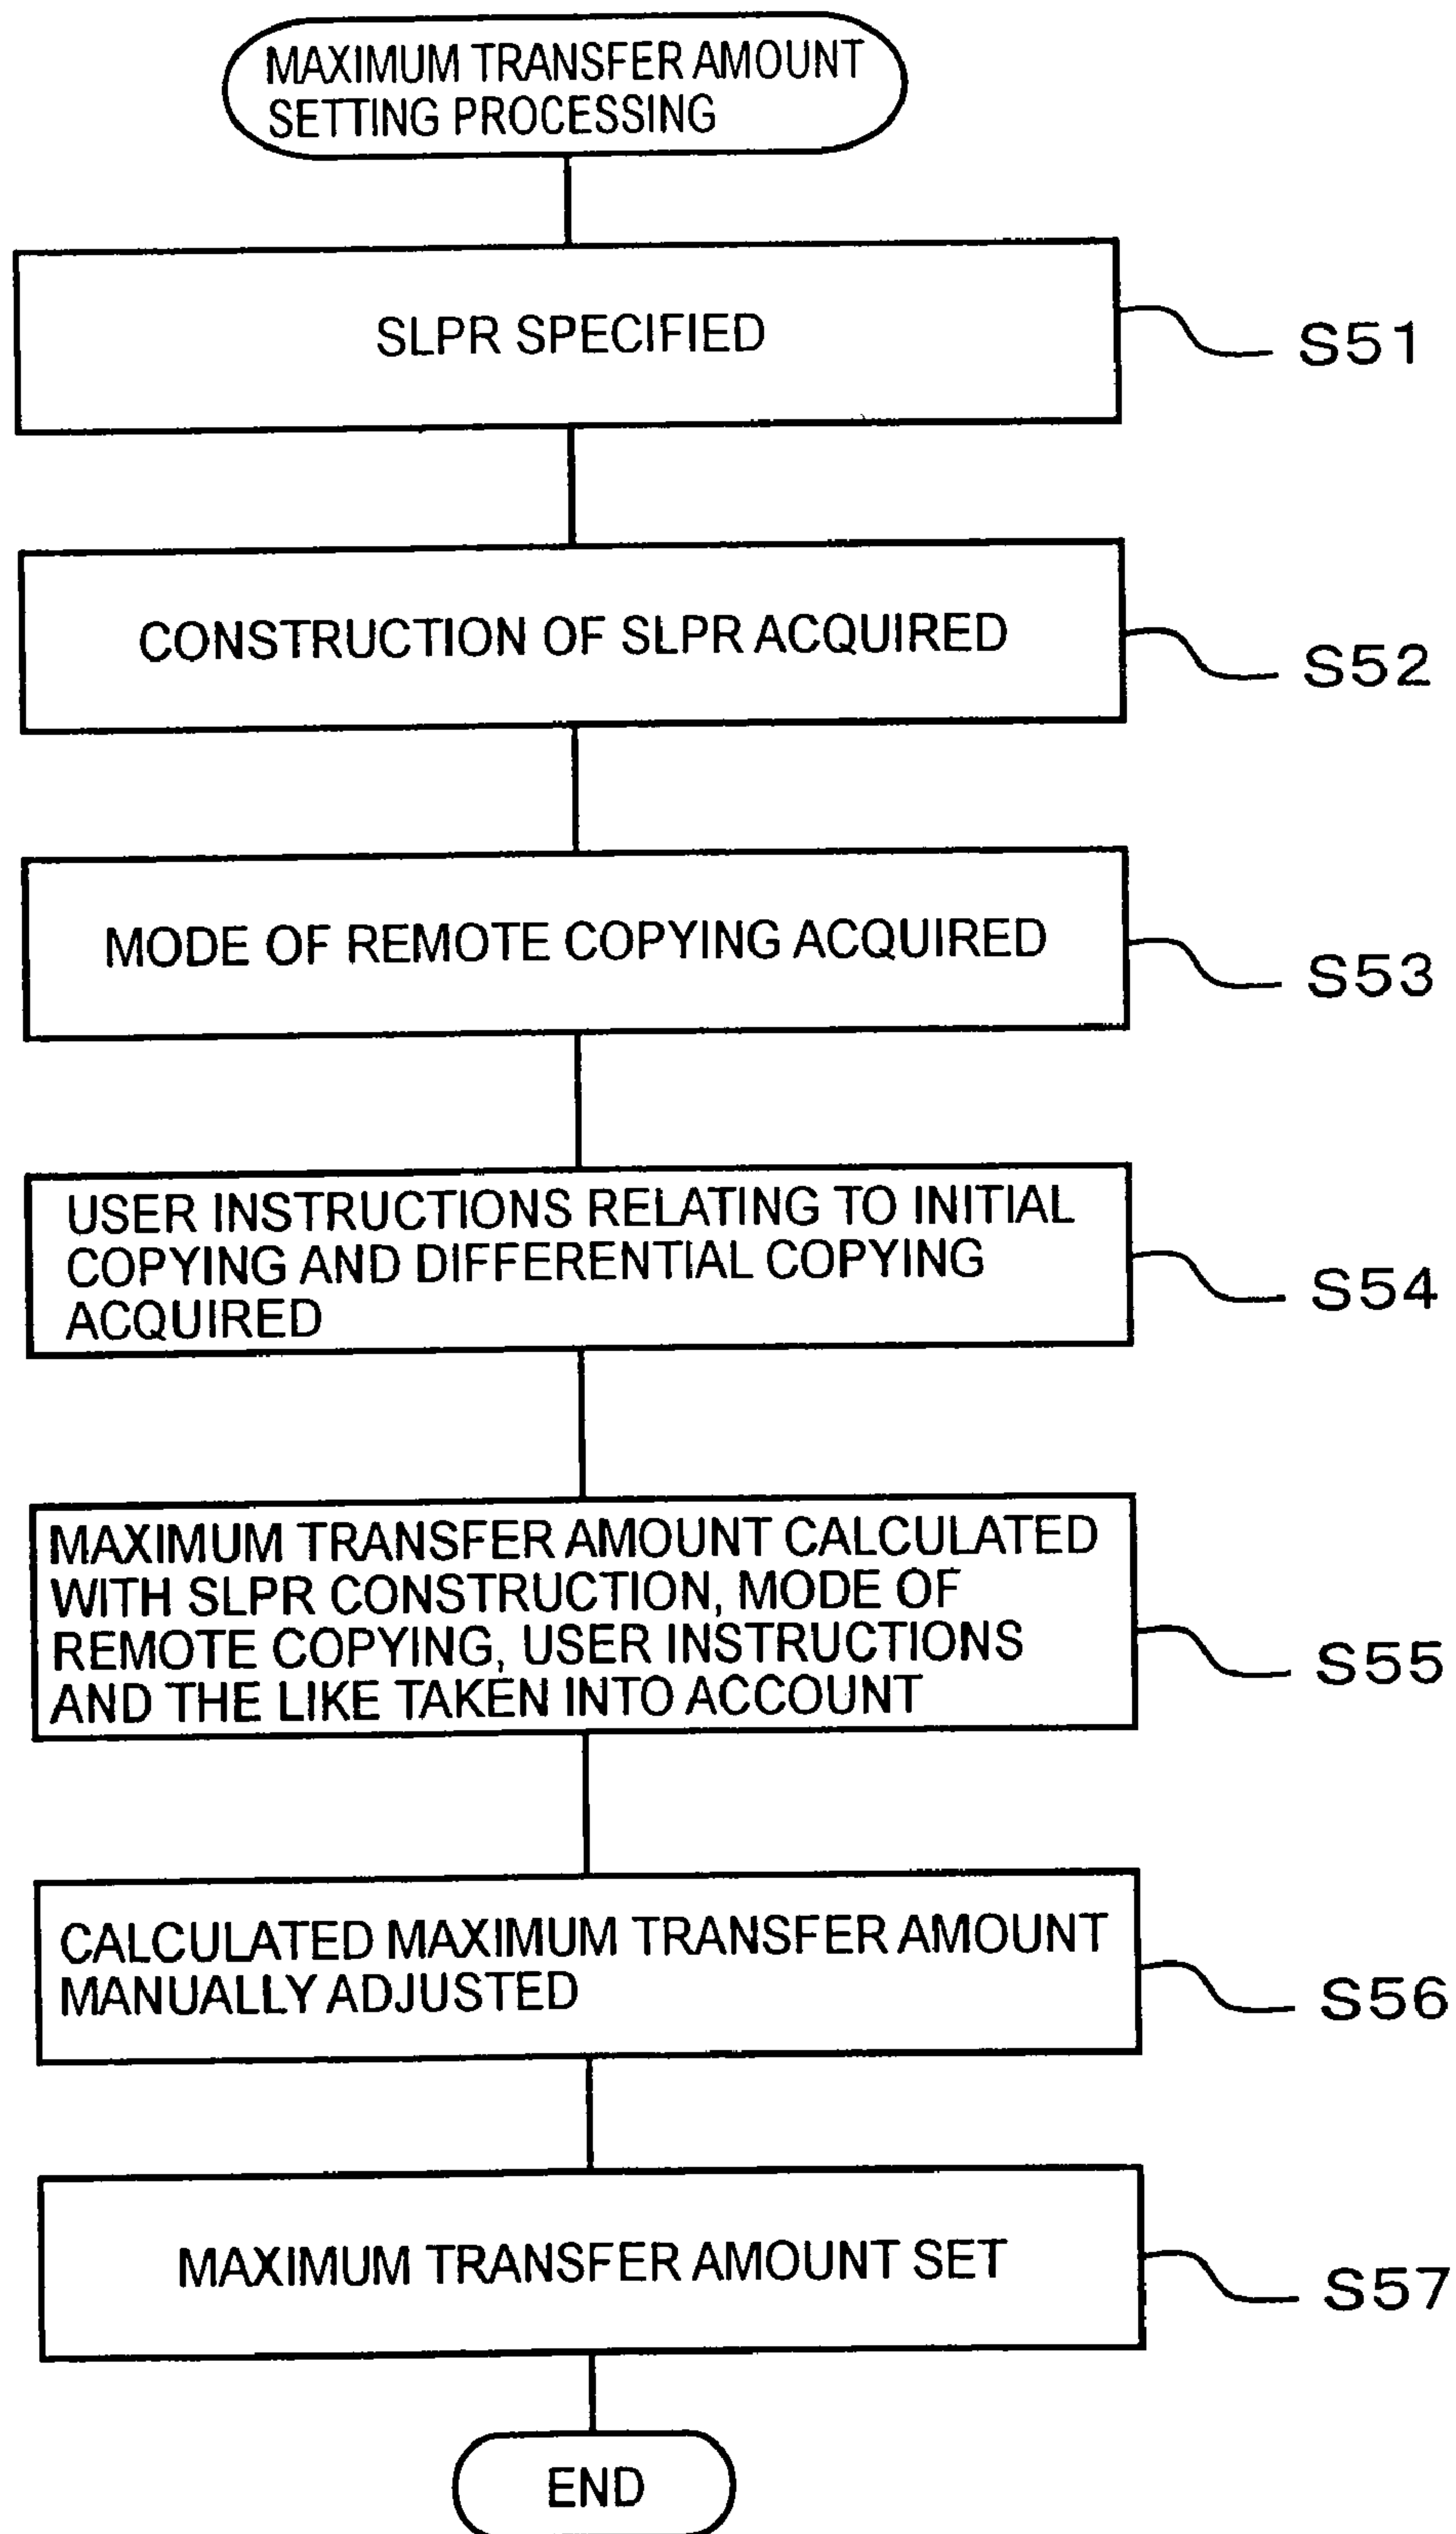 MAXIMUM TRANSFER AMOUNT
SETTING PROCESSING
SLPR SPECIFIED
S51
CONSTRUCTION OF SLPR ACQUIRED
S52
MODE OF REMOTE COPYING ACQUIRED
S53
USER INSTRUCTIONS RELATING TO INITIAL
COPYING AND DIFFERENTIAL COPYING
ACQUIRED
S54
MAXIMUM TRANSFER AMOUNT CALCULATED
WITH SLPR CONSTRUCTION, MODE OF
REMOTE COPYING, USER INSTRUCTIONS
AND THE LIKE TAKEN INTO ACCOUNT
S55
CALCULATED MAXIMUM TRANSFER AMOUNT
MANUALLY ADJUSTED
S56
MAXIMUM TRANSFER AMOUNT SET
S57
END